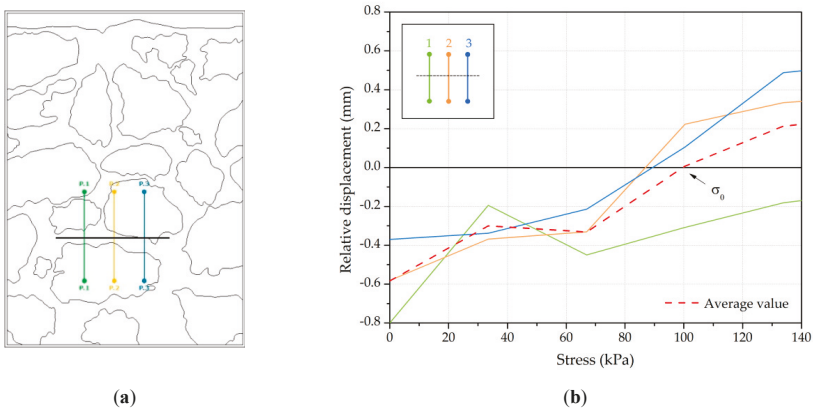 P.1 P.2 P.3
P.1 P.2 P.3
(a)
0.8
0.6
0.4
0.2
0.0
-0.2
-0.4
-0.6
-0.8
Relative displacement (mm)
1 2 3
σ0
Average value
0 20 40 60 80 100 120 140
Stress (kPa)
(b)